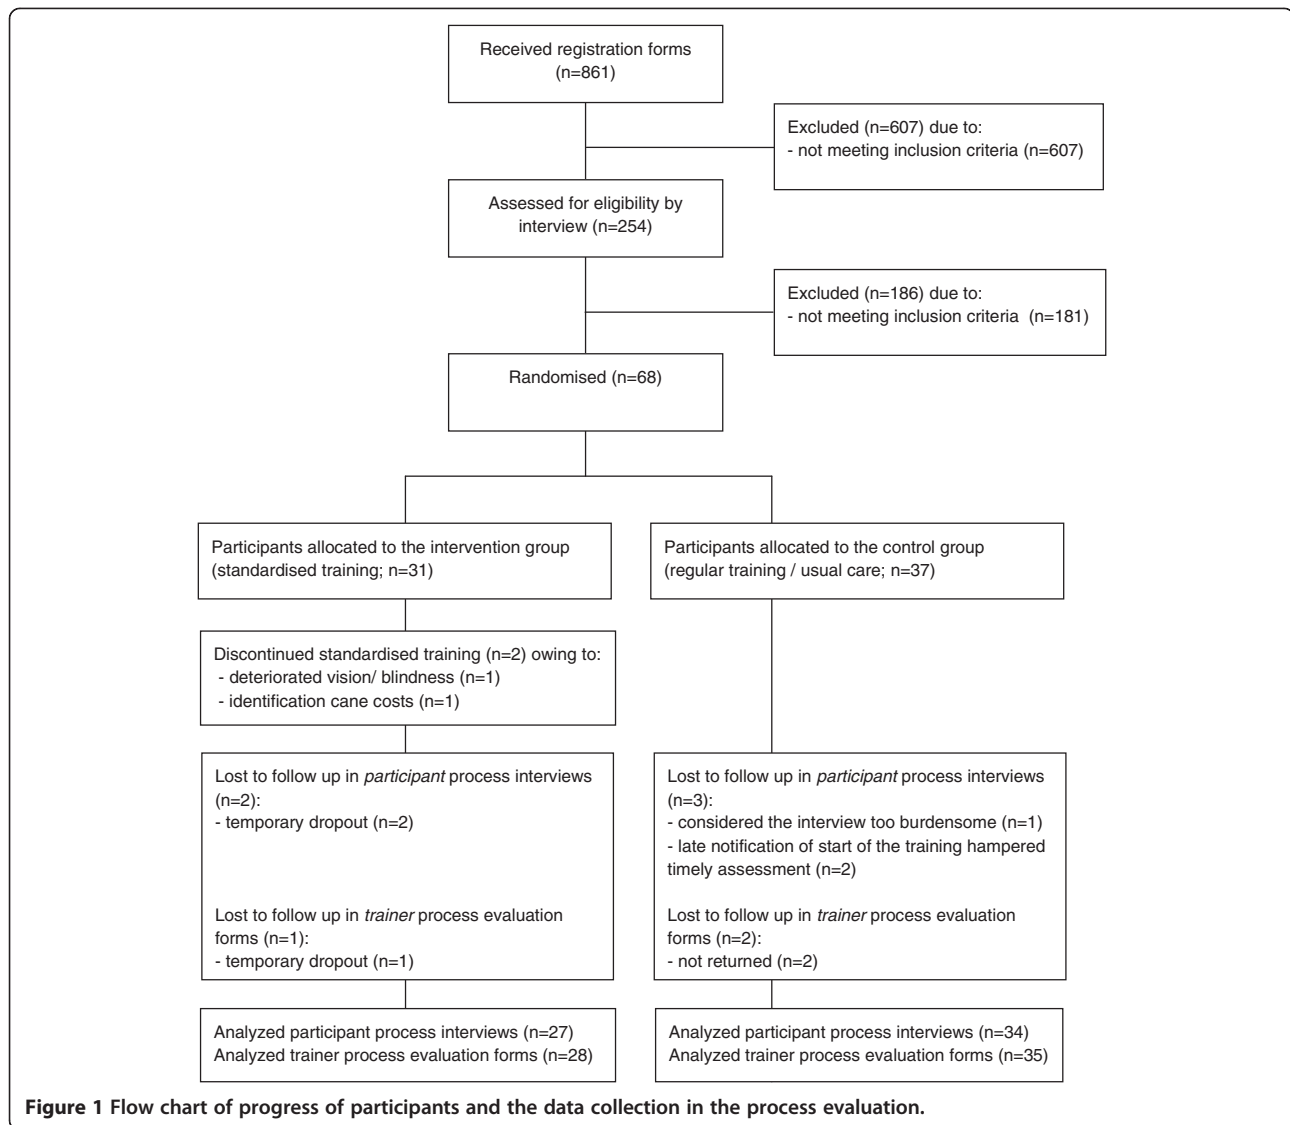 Received registration forms
(n=861)
Excluded (n=607) due to:
- not meeting inclusion criteria (n=607)
Assessed for eligibility by
interview (n=254)
Excluded (n=186) due to:
- not meeting inclusion criteria (n=181)
Randomised (n=68)
Participants allocated to the intervention group
(standardised training; n=31)
Participants allocated to the control group
(regular training / usual care; n=37)
Discontinued standardised training (n=2) owing to:
- deteriorated vision/ blindness (n=1)
- identification cane costs (n=1)
Lost to follow up in participant process interviews
(n=2):
- temporary dropout (n=2)
Lost to follow up in trainer process evaluation
forms (n=1):
- temporary dropout (n=1)
Lost to follow up in participant process interviews
(n=3):
- considered the interview too burdensome (n=1)
- late notification of start of the training hampered
timely assessment (n=2)
Lost to follow up in trainer process evaluation
forms (n=2):
- not returned (n=2)
Analyzed participant process interviews (n=27)
Analyzed trainer process evaluation forms (n=28)
Analyzed participant process interviews (n=34)
Analyzed trainer process evaluation forms (n=35)
Figure 1 Flow chart of progress of participants and the data collection in the process evaluation.